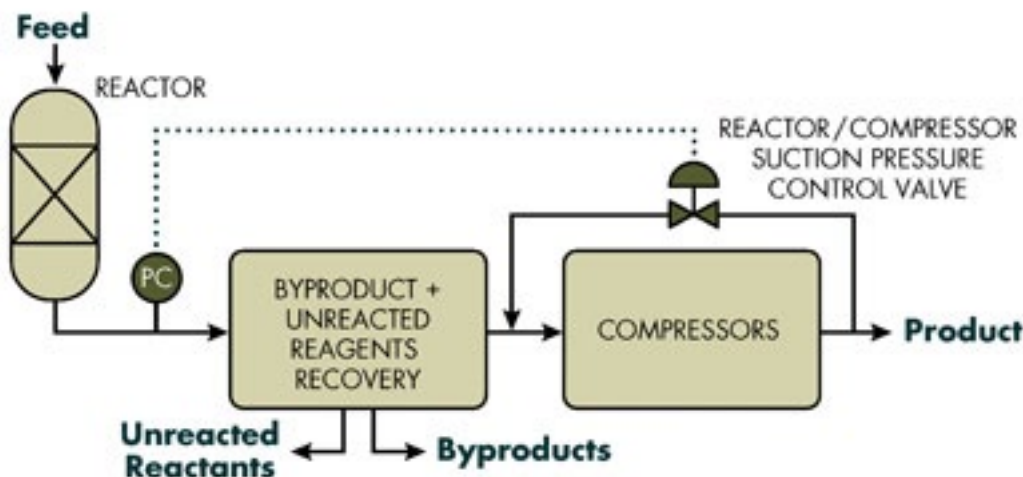 Feed
REACTOR
REACTOR/COMPRESSOR
SUCTION PRESSURE
CONTROL VALVE
PC
BYPRODUCT +
UNREACTED
REAGENTS
RECOVERY
COMPRESSORS
Product
Unreacted
Reactants
Byproducts